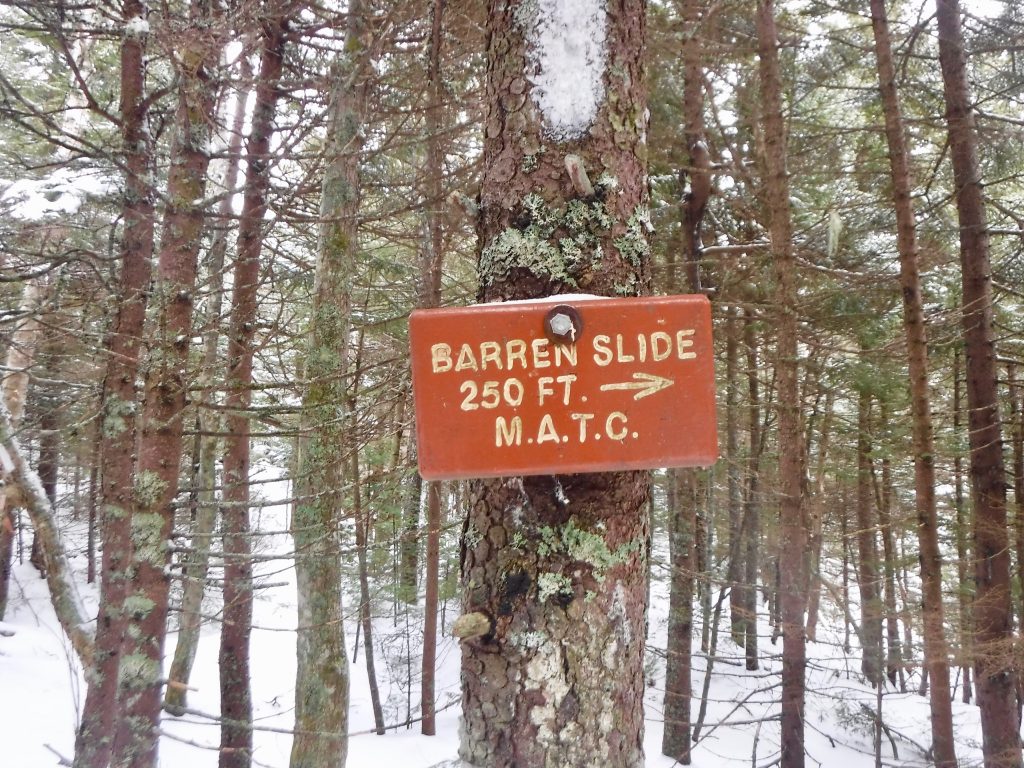 BARREN SLIDE
250 FT. →
M.A.T.C.